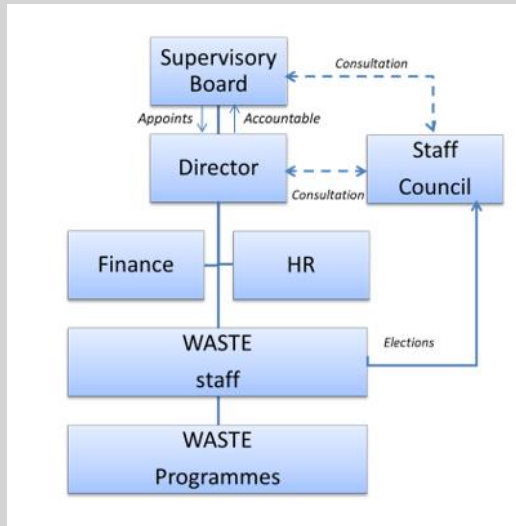 Supervisory
Board
Consultation
Appoints
Accountable
Director
Staff
Council
Consultation
Finance
HR
WASTE
staff
Elections
WASTE
Programmes